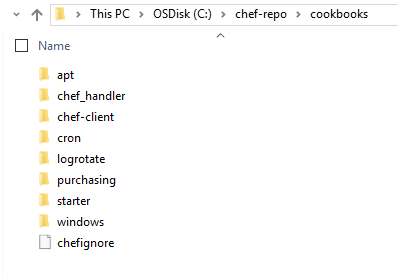 This PC > OSDisk (C:) > chef-repo > cookbooks
Name
apt
chef_handler
chef-client
cron
logrotate
purchasing
starter
windows
chefignore